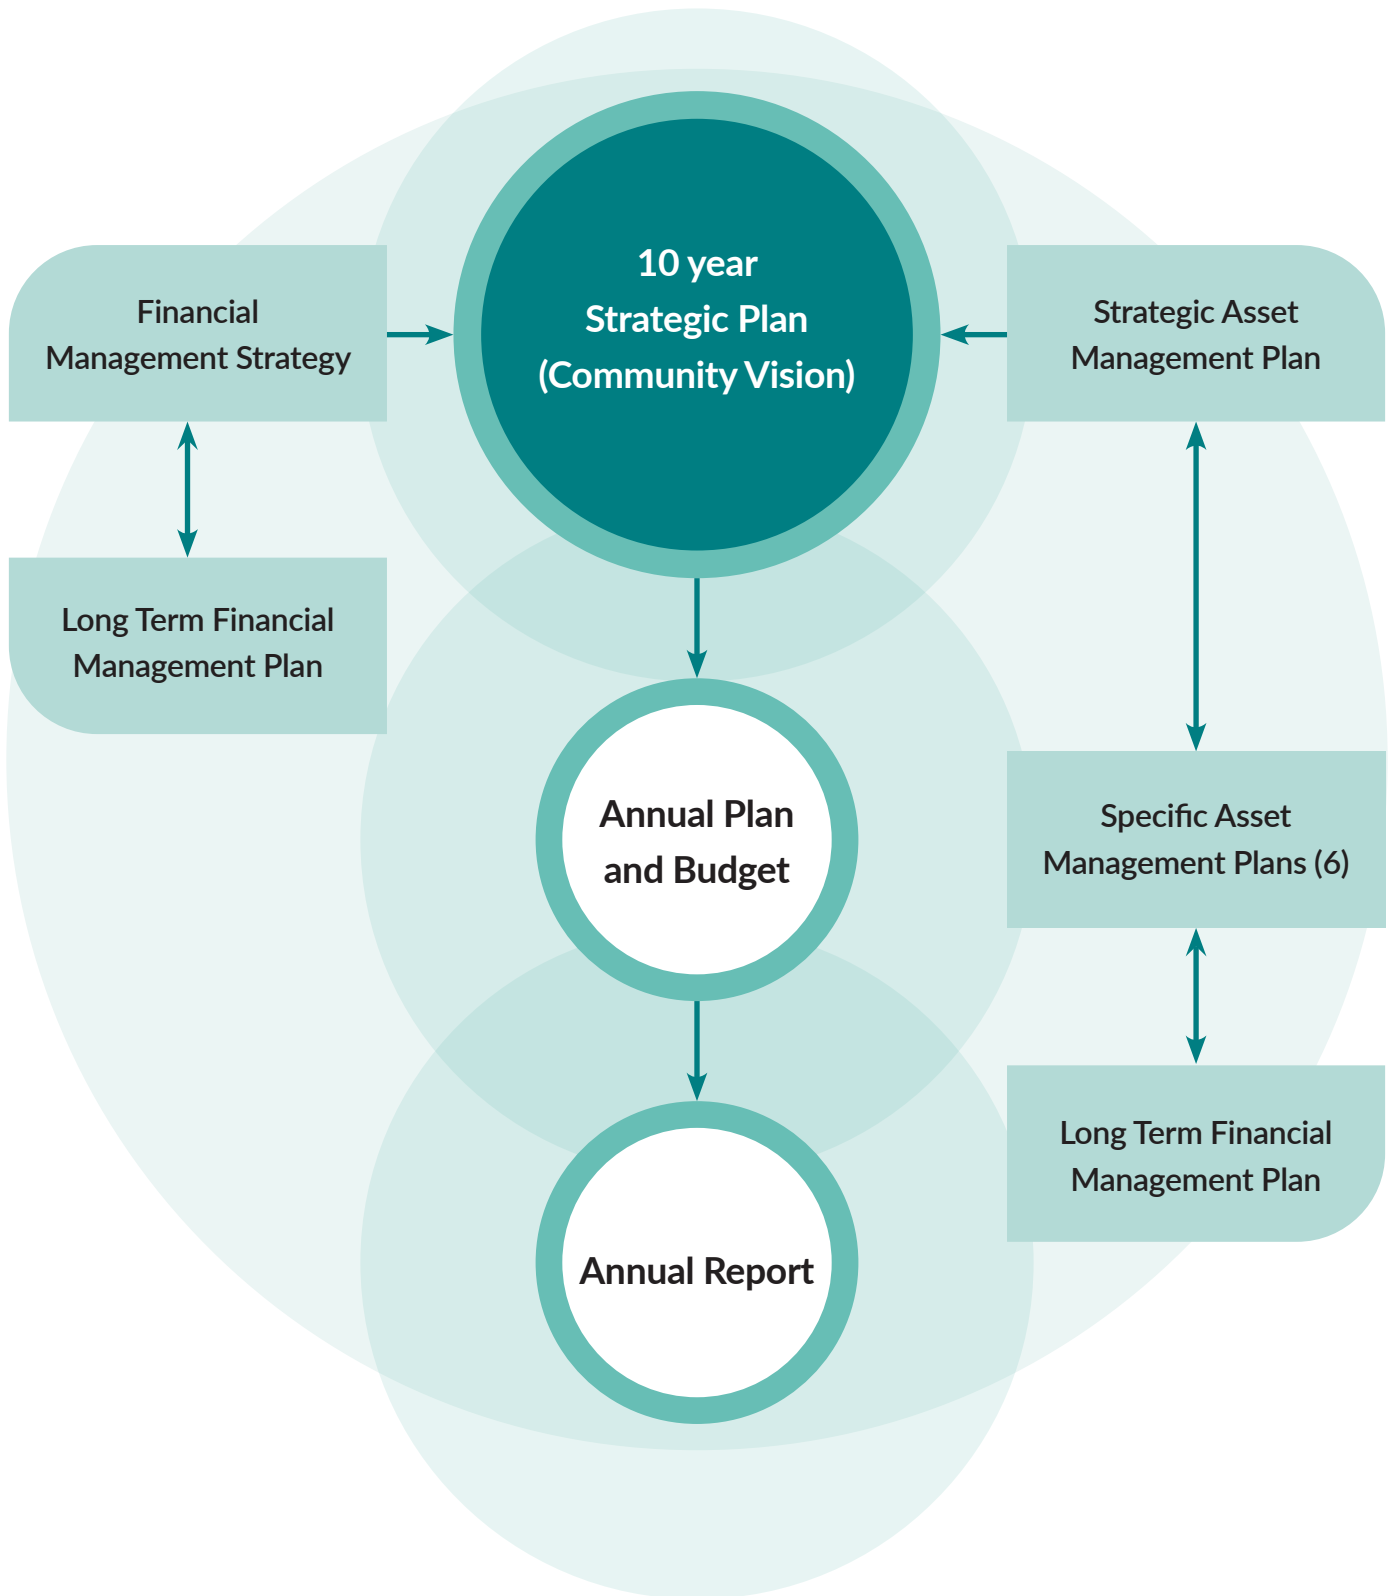 10 year
Strategic Plan
(Community Vision)
Financial
Management Strategy
Strategic Asset
Management Plan
Long Term Financial
Management Plan
Annual Plan
and Budget
Specific Asset
Management Plans (6)
Long Term Financial
Management Plan
Annual Report